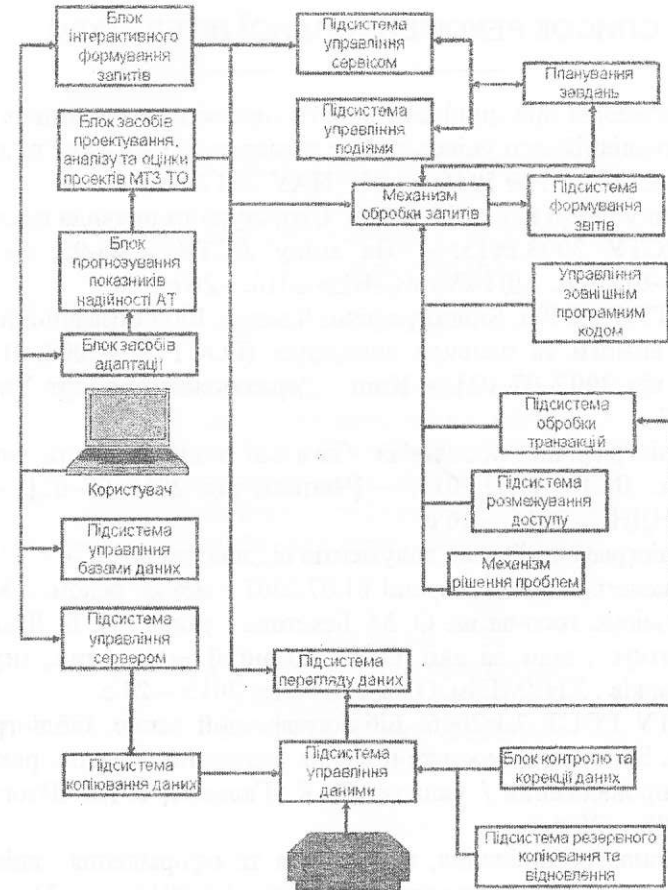 Блок
інтерактивного
формування
запитів
Підсистема
управління
сервісом
Планування
завдань
Блок засобів
проектування,
аналізу та оцінки
проектів МТЗ ТО
Підсистема
управління
подіями
Механізм
обробки запитів
Підсистема
формування
звітів
Блок
прогнозування
показників
надійності АТ
Управління
зовнішнім
програмним
кодом
Блок засобів
адаптації
Підсистема
обробки
транзакцій
Користувач
Підсистема
розмежування
доступу
Підсистема
управління
базами даних
Механізм
рішення проблем
Підсистема
управління
сервером
Підсистема
перегляду даних
Підсистема
копіювання даних
Підсистема
управління
даними
Блок контролю та
корекції даних
Підсистема резервного
копіювання та
відновлення